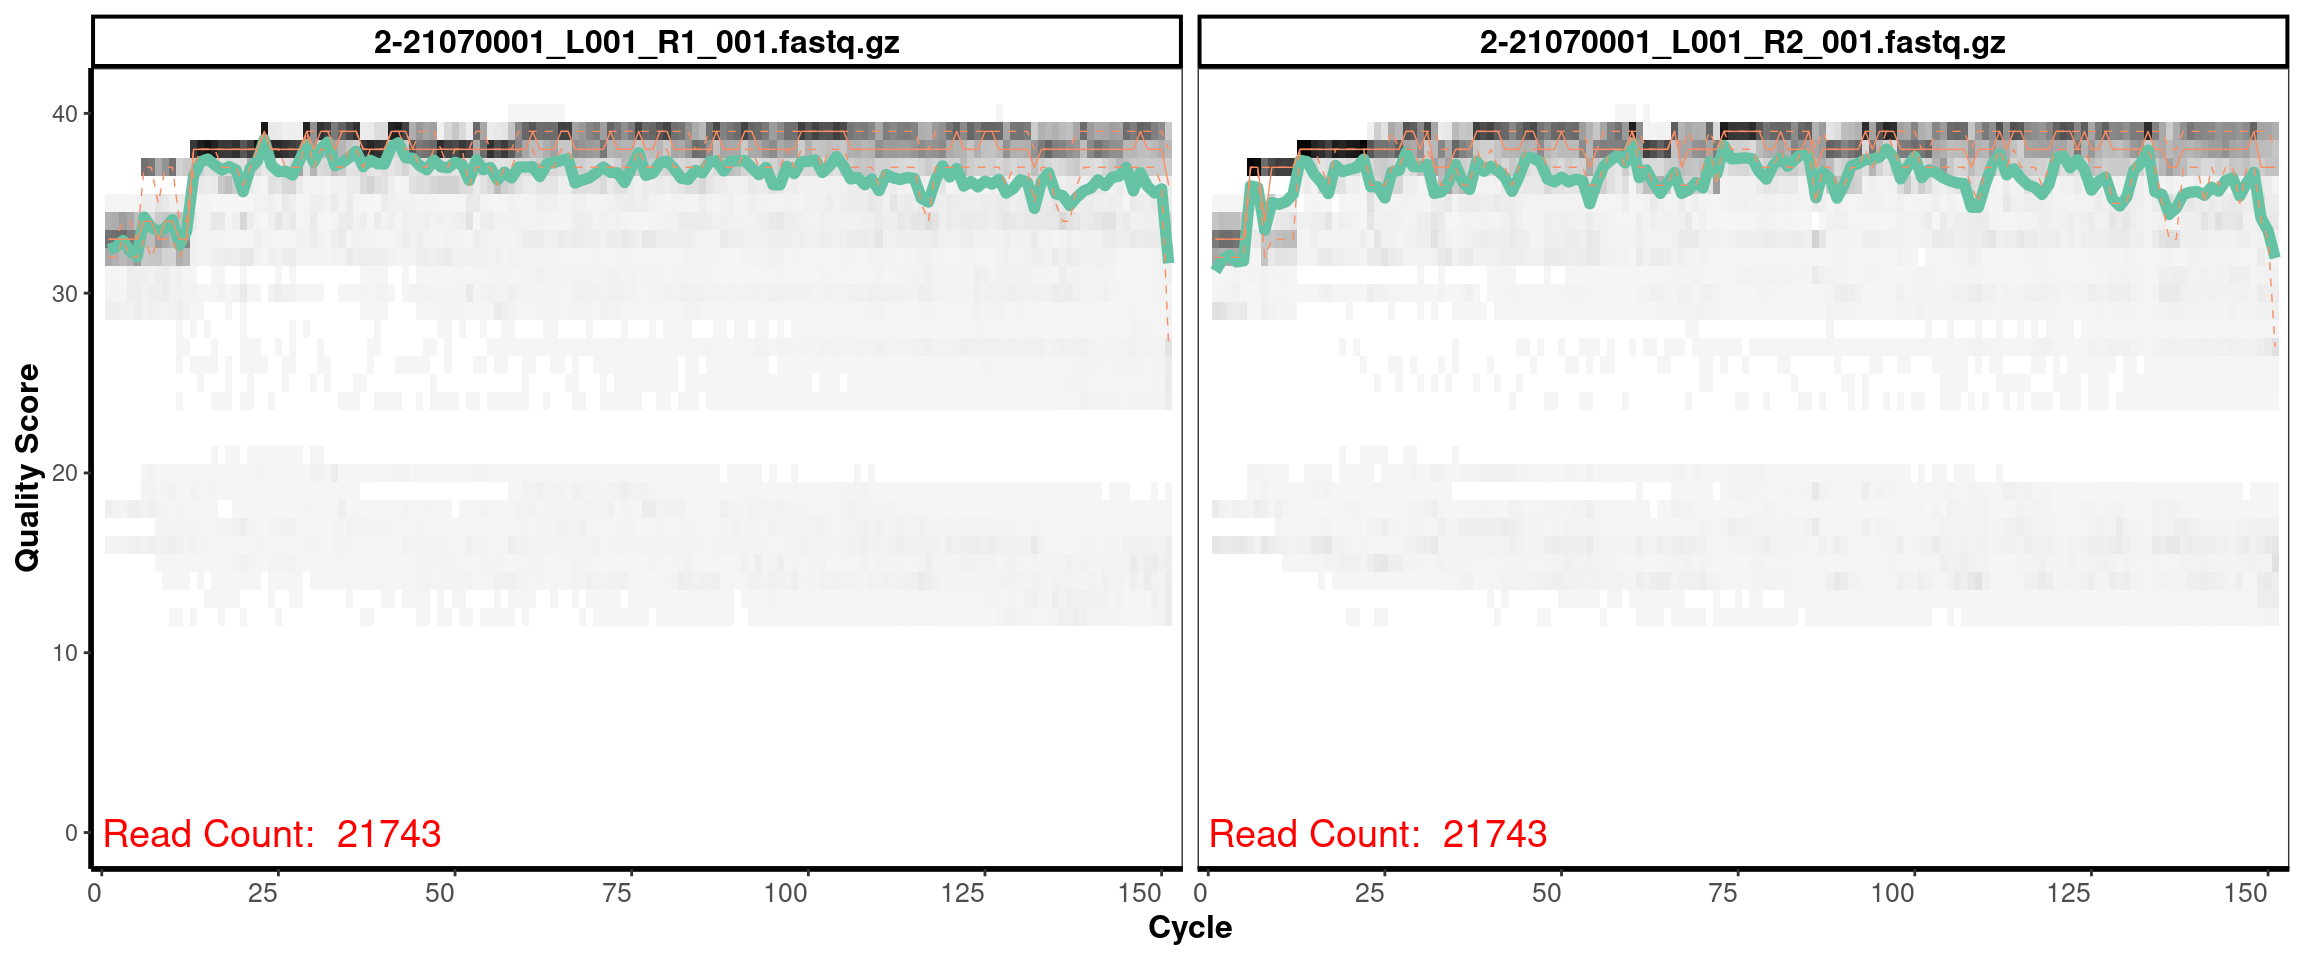 2-21070001_L001_R1_001.fastq.gz
2-21070001_L001_R2_001.fastq.gz
Quality Score
40
30
20
10
0
Read Count:  21743
Read Count:  21743
0 25 50 75 100 125 150
0 25 50 75 100 125 150
Cycle